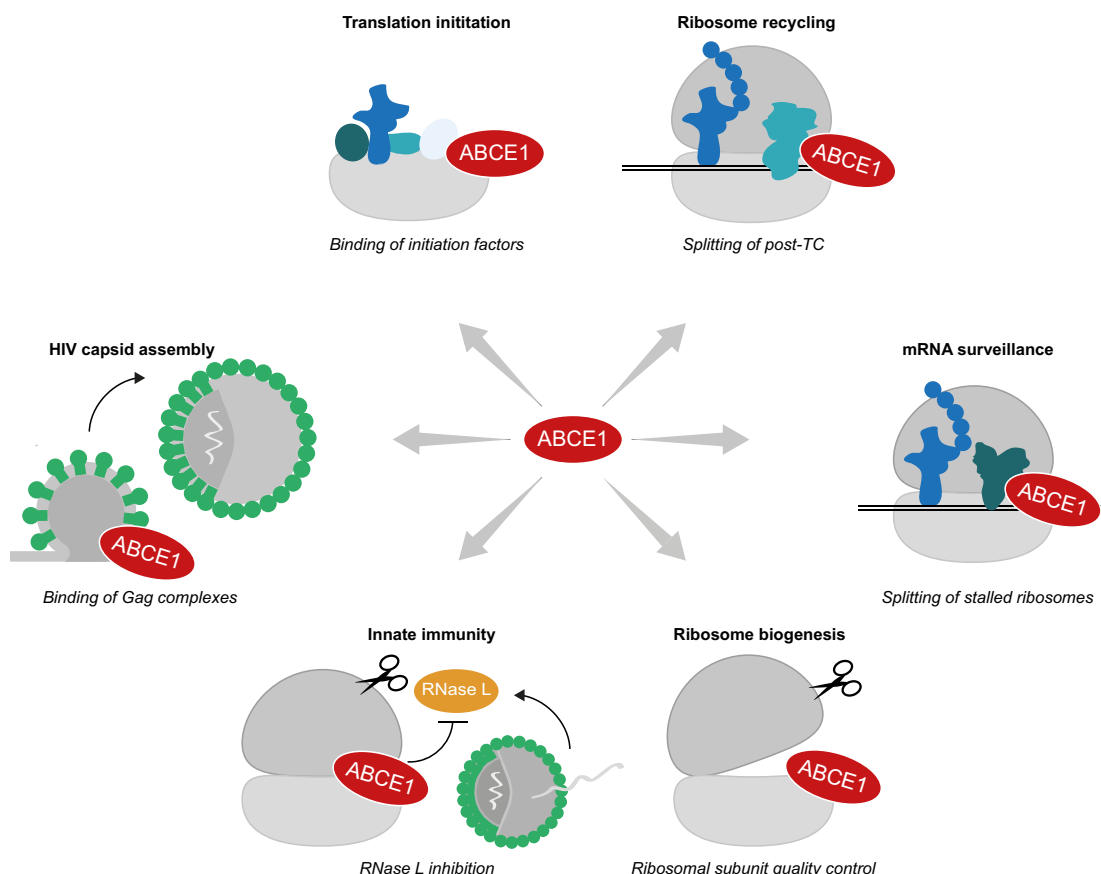 Translation inititation
Ribosome recycling
ABCE1
ABCE1
Binding of initiation factors
Splitting of post-TC
HIV capsid assembly
mRNA surveillance
ABCE1
ABCE1
ABCE1
Binding of Gag complexes
Splitting of stalled ribosomes
Innate immunity
Ribosome biogenesis
RNase L
ABCE1
ABCE1
RNase L inhibition
Ribosomal subunit quality control